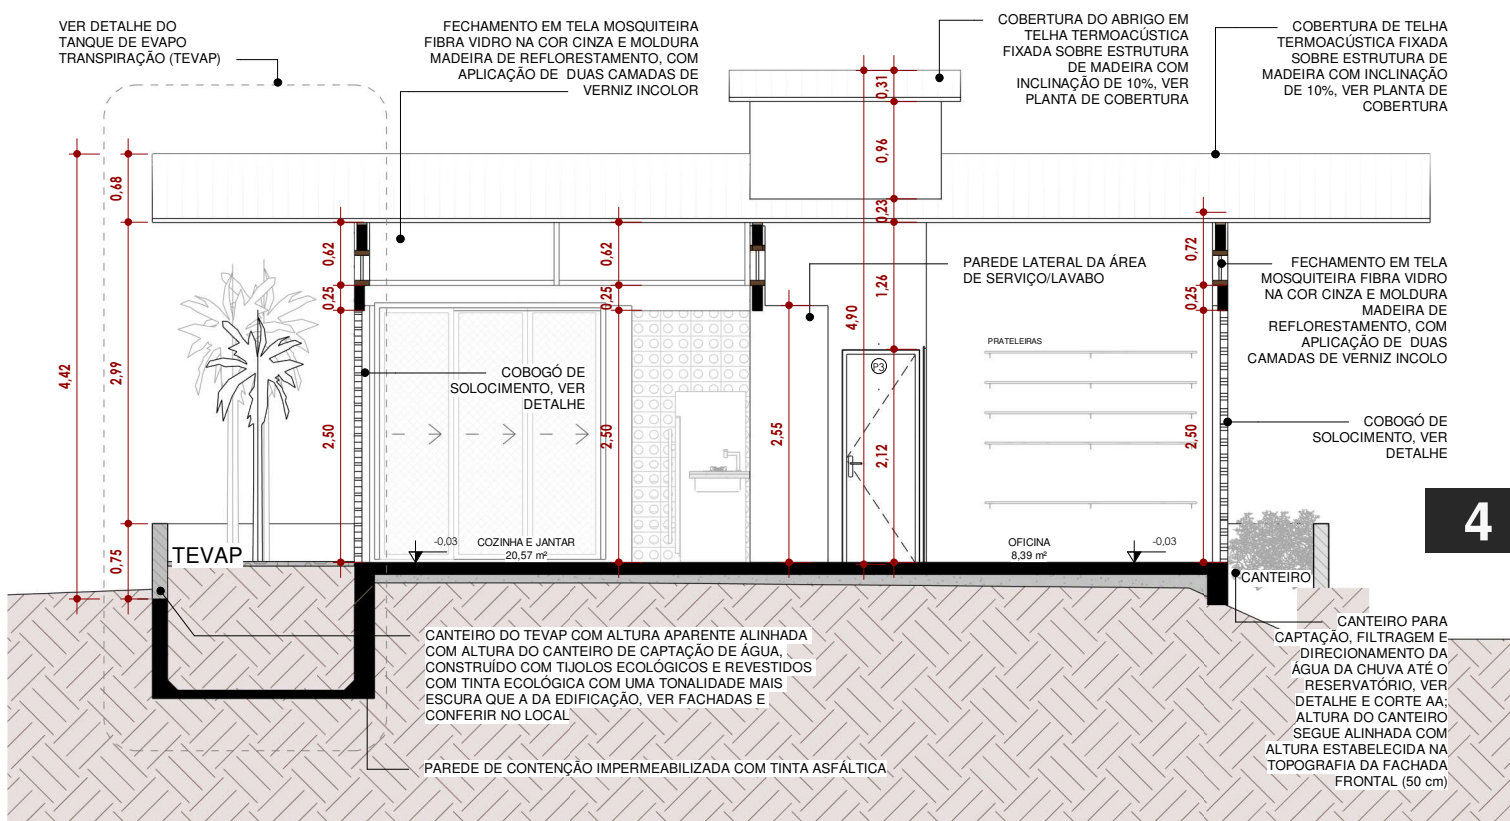 VER DETALHE DO
TANQUE DE EVAPO
TRANSPIRAÇÃO (TEVAP)
FECHAMENTO EM TELA MOSQUITEIRA
FIBRA VIDRO NA COR CINZA E MOLDURA
MADEIRA DE REFLORESTAMENTO, COM
APLICAÇÃO DE DUAS CAMADAS DE
VERNIZ INCOLOR
COBERTURA DO ABRIGO EM
TELHA TERMOACÚSTICA
FIXADA SOBRE ESTRUTURA
DE MADEIRA COM
INCLINAÇÃO DE 10%, VER
PLANTA DE COBERTURA
COBERTURA DE TELHA
TERMOACÚSTICA FIXADA
SOBRE ESTRUTURA DE
MADEIRA COM INCLINAÇÃO
DE 10%, VER PLANTA DE
COBERTURA
0,31
0,96
0,23
0,68
0,62
0,62
0,72
1,26
0,25
0,25
0,25
4,90
4,42
2,99
2,50
2,50
2,55
2,12
2,50
0,75
PAREDE LATERAL DA ÁREA
DE SERVIÇO/LAVABO
FECHAMENTO EM TELA
MOSQUITEIRA FIBRA VIDRO
NA COR CINZA E MOLDURA
MADEIRA DE
REFLORESTAMENTO, COM
APLICAÇÃO DE DUAS
CAMADAS DE VERNIZ INCOLO
PRATELEIRAS
P3
COBOGÓ DE
SOLOCIMENTO, VER
DETALHE
COBOGÓ DE
SOLOCIMENTO, VER
DETALHE
4
TEVAP
-0,03
COZINHA E JANTAR
20,57 m²
OFICINA
8,39 m²
-0,03
CANTEIRO
CANTEIRO DO TEVAP COM ALTURA APARENTE ALINHADA
COM ALTURA DO CANTEIRO DE CAPTAÇÃO DE ÁGUA,
CONSTRUÍDO COM TIJOLOS ECOLÓGICOS E REVESTIDOS
COM TINTA ECOLÓGICA COM UMA TONALIDADE MAIS
ESCURA QUE A DA EDIFICAÇÃO, VER FACHADAS E
CONFERIR NO LOCAL
PAREDE DE CONTENÇÃO IMPERMEABILIZADA COM TINTA ASFÁLTICA
CANTEIRO PARA
CAPTAÇÃO, FILTRAGEM E
DIRECIONAMENTO DA
ÁGUA DA CHUVA ATÉ O
RESERVATÓRIO, VER
DETALHE E CORTE AA;
ALTURA DO CANTEIRO
SEGUE ALINHADA COM
ALTURA ESTABELECIDA NA
TOPOGRAFIA DA FACHADA
FRONTAL (50 cm)